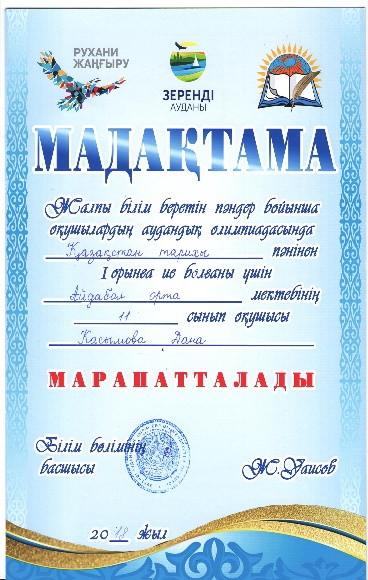 РУХАНИ
ЖАҢҒЫРУ
ЗЕРЕНДІ
АУДАНЫ
МАДАҚТАМА
Жалпы білім беретін пәндер бойынша
оқушылардың аудандық олимпиадасында
Қазақстан тарихы пәнінен
I орынға ие болғаны үшін
Айдабол орта мектебінің
11 сынып оқушысы
Касымова Дана
МАРАПАТТАЛАДЫ
Білім бөлімінің
басшысы Ж.Уаисов
2018 жыл